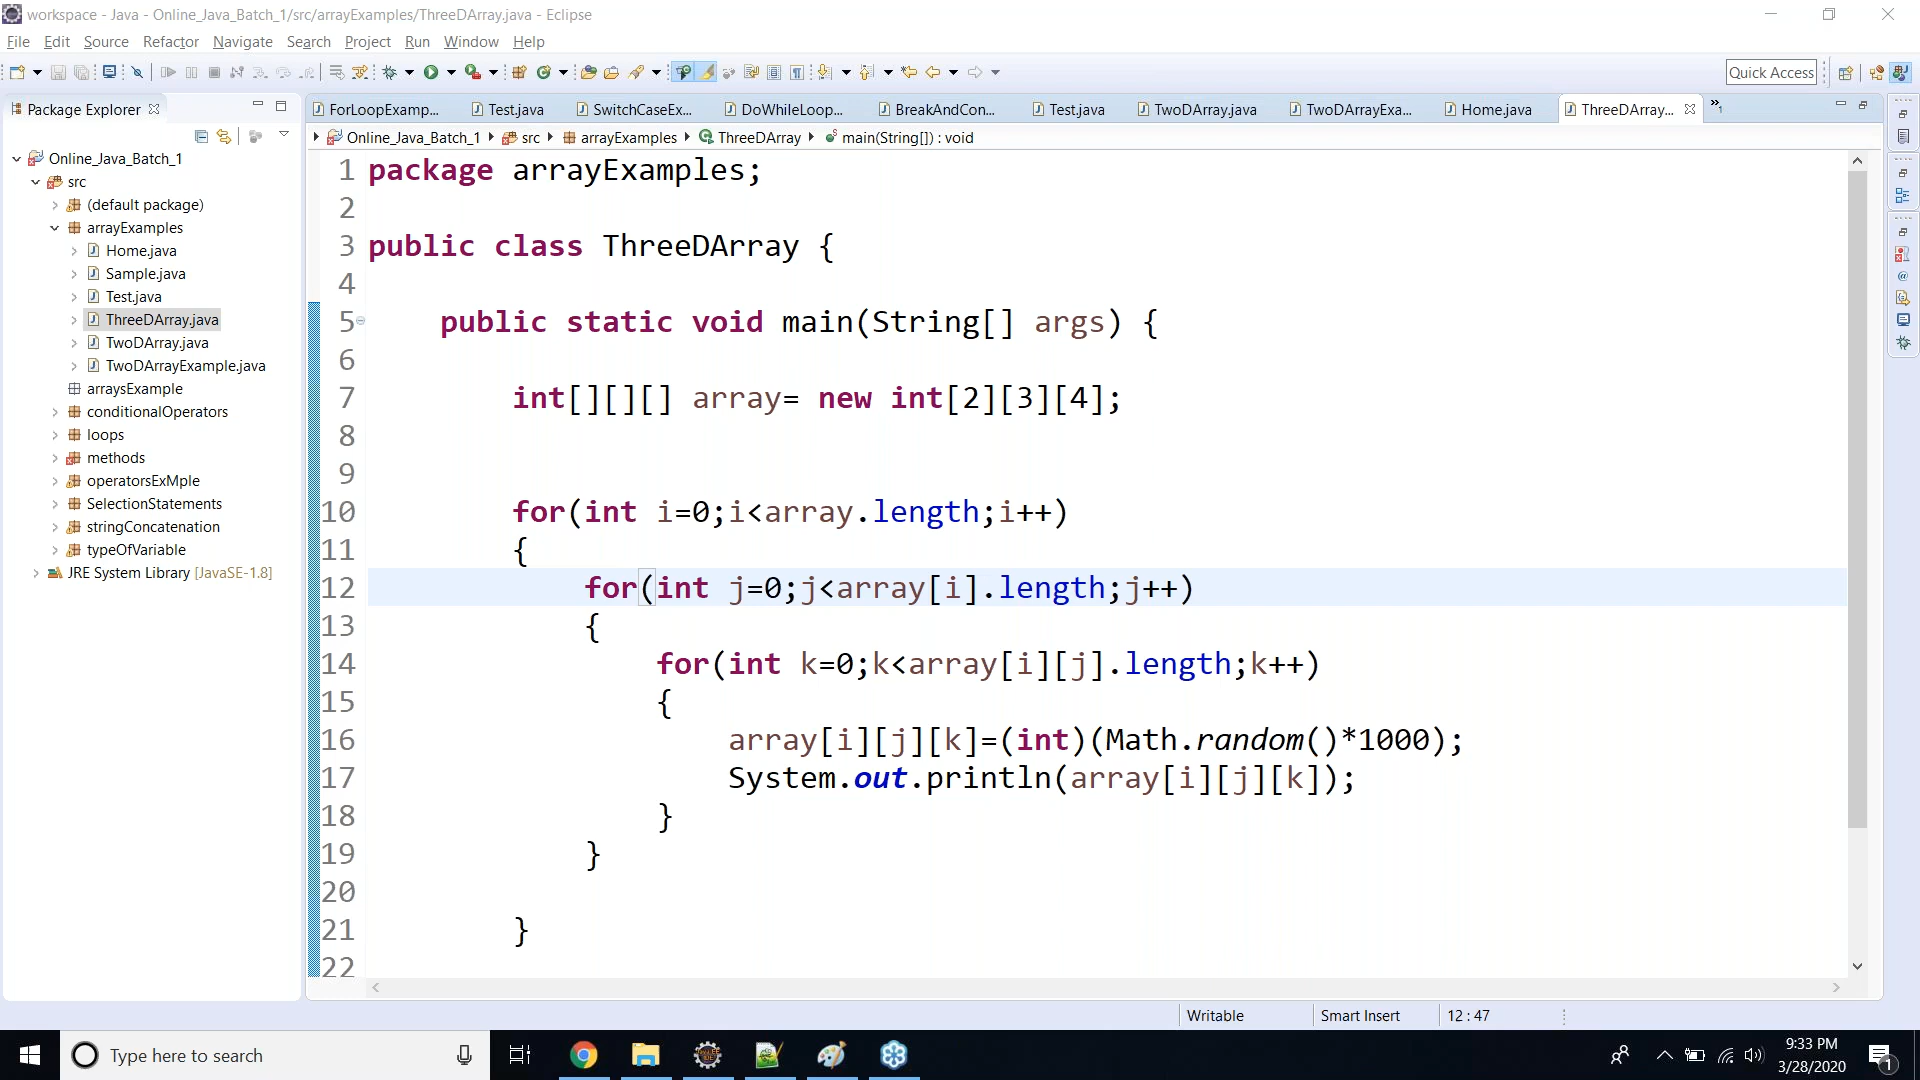 workspace - Java - Online_Java_Batch_1/src/arrayExamples/ThreeDArray.java - Eclipse
File Edit Source Refactor Navigate Search Project Run Window Help
Quick Access
Package Explorer
ForLoopExamp... Test.java SwitchCaseEx... DoWhileLoop... BreakAndCon... Test.java TwoDArray.java TwoDArrayExa... Home.java ThreeDArray... »1
Online_Java_Batch_1 src arrayExamples ThreeDArray main(String[]) : void
Online_Java_Batch_1
src
(default package)
arrayExamples
Home.java
Sample.java
Test.java
ThreeDArray.java
TwoDArray.java
TwoDArrayExample.java
arraysExample
conditionalOperators
loops
methods
operatorsExMple
SelectionStatements
stringConcatenation
typeOfVariable
JRE System Library [JavaSE-1.8]
1 package arrayExamples;
2
3 public class ThreeDArray {
4
5 public static void main(String[] args) {
6
7 int[][][] array= new int[2][3][4];
8
9
10 for(int i=0;i<array.length;i++)
11 {
12 for(int j=0;j<array[i].length;j++)
13 {
14 for(int k=0;k<array[i][j].length;k++)
15 {
16 array[i][j][k]=(int)(Math.random()*1000);
17 System.out.println(array[i][j][k]);
18 }
19 }
20
21 }
22
Writable Smart Insert 12 : 47
Type here to search
9:33 PM
3/28/2020
1